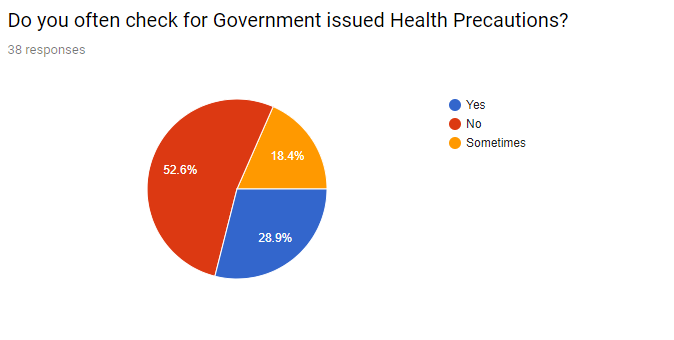 Do you often check for Government issued Health Precautions?
38 responses
Yes
No
Sometimes
18.4%
52.6%
28.9%